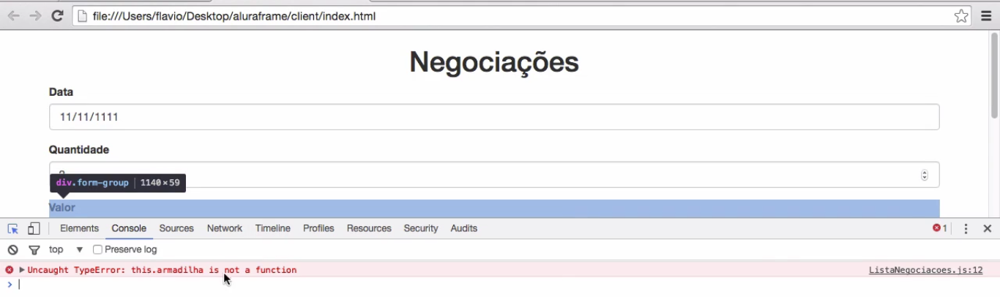 file:///Users/flavio/Desktop/aluraframe/client/index.html
Negociações
Data
11/11/1111
Quantidade
div.form-group 1140×59
Valor
Elements Console Sources Network Timeline Profiles Resources Security Audits 1
top Preserve log
Uncaught TypeError: this.armadilha is not a function ListaNegociacoes.js:12